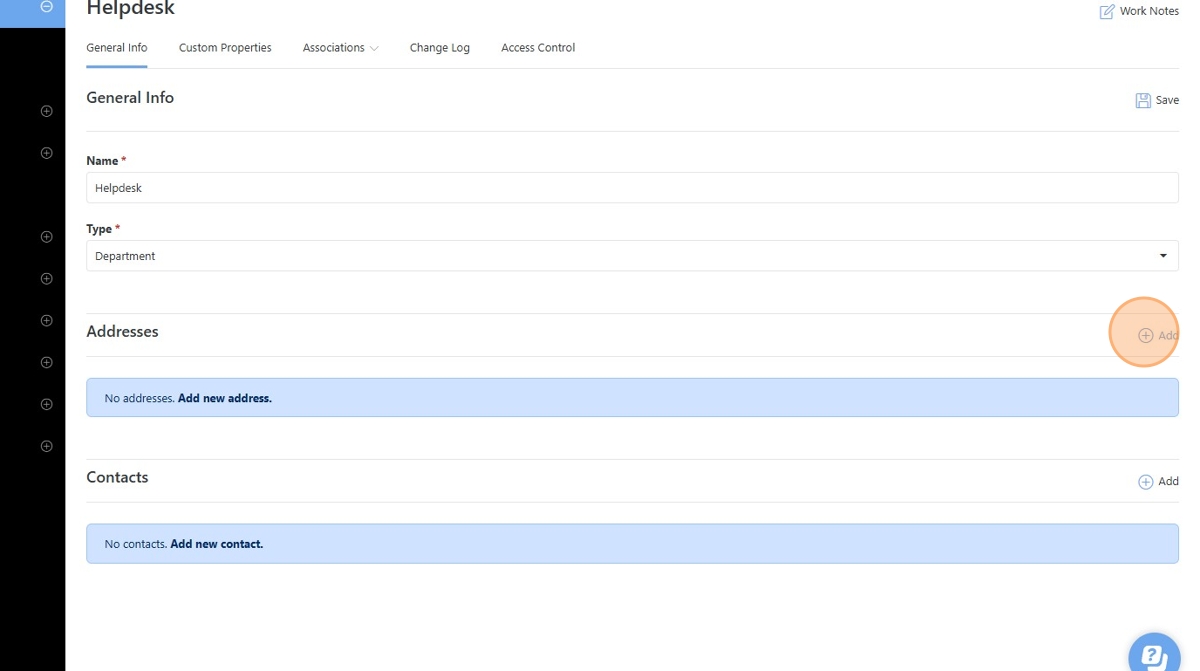 Helpdesk
Work Notes
General Info Custom Properties Associations Change Log Access Control
General Info
Save
Name *
Helpdesk
Type *
Department
Addresses
Add
No addresses. Add new address.
Contacts
Add
No contacts. Add new contact.